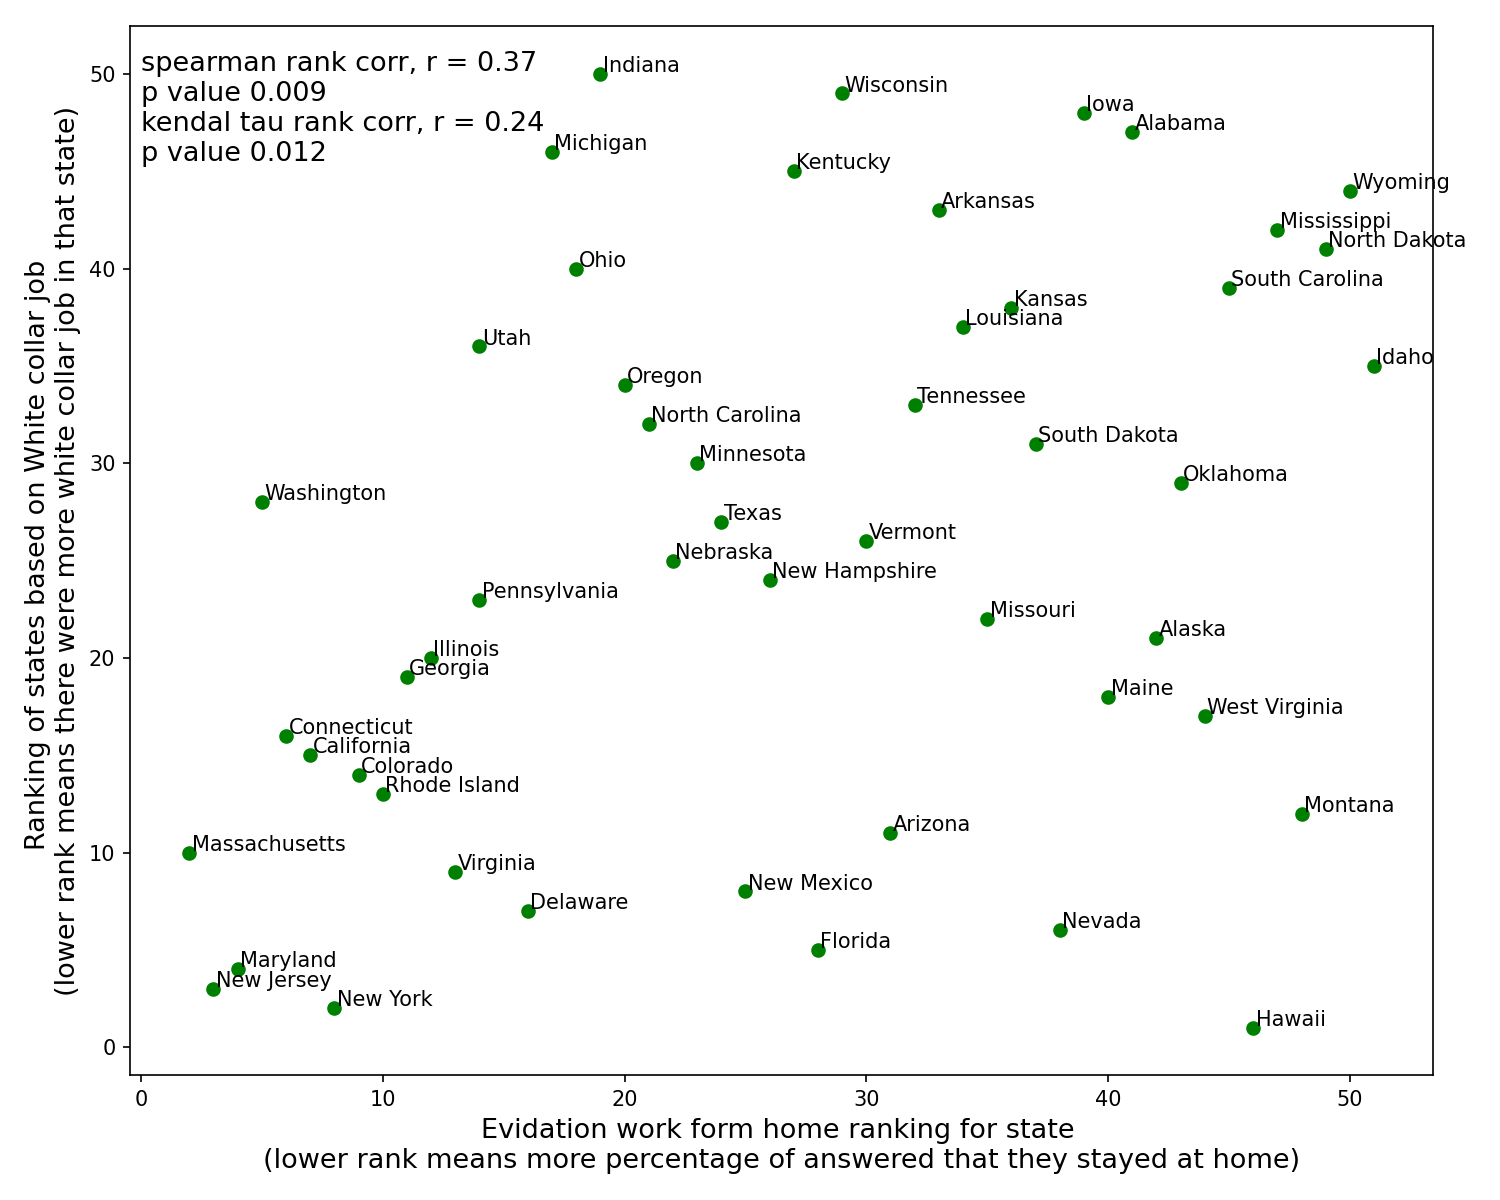 spearman rank corr, r = 0.37
p value 0.009
kendal tau rank corr, r = 0.24
p value 0.012
Indiana
Wisconsin
Iowa
Alabama
Michigan
Kentucky
Wyoming
Arkansas
Mississippi
North Dakota
Ohio
South Carolina
Kansas
Louisiana
Utah
Idaho
Oregon
Tennessee
North Carolina
South Dakota
Minnesota
Oklahoma
Washington
Texas
Vermont
Nebraska
New Hampshire
Pennsylvania
Missouri
Alaska
Illinois
Georgia
Maine
West Virginia
Connecticut
California
Colorado
Rhode Island
Montana
Arizona
Massachusetts
Virginia
New Mexico
Delaware
Nevada
Florida
Maryland
New Jersey
New York
Hawaii
50
40
30
20
10
0
Ranking of states based on White collar job
(lower rank means there were more white collar job in that state)
0 10 20 30 40 50
Evidation work form home ranking for state
(lower rank means more percentage of answered that they stayed at home)